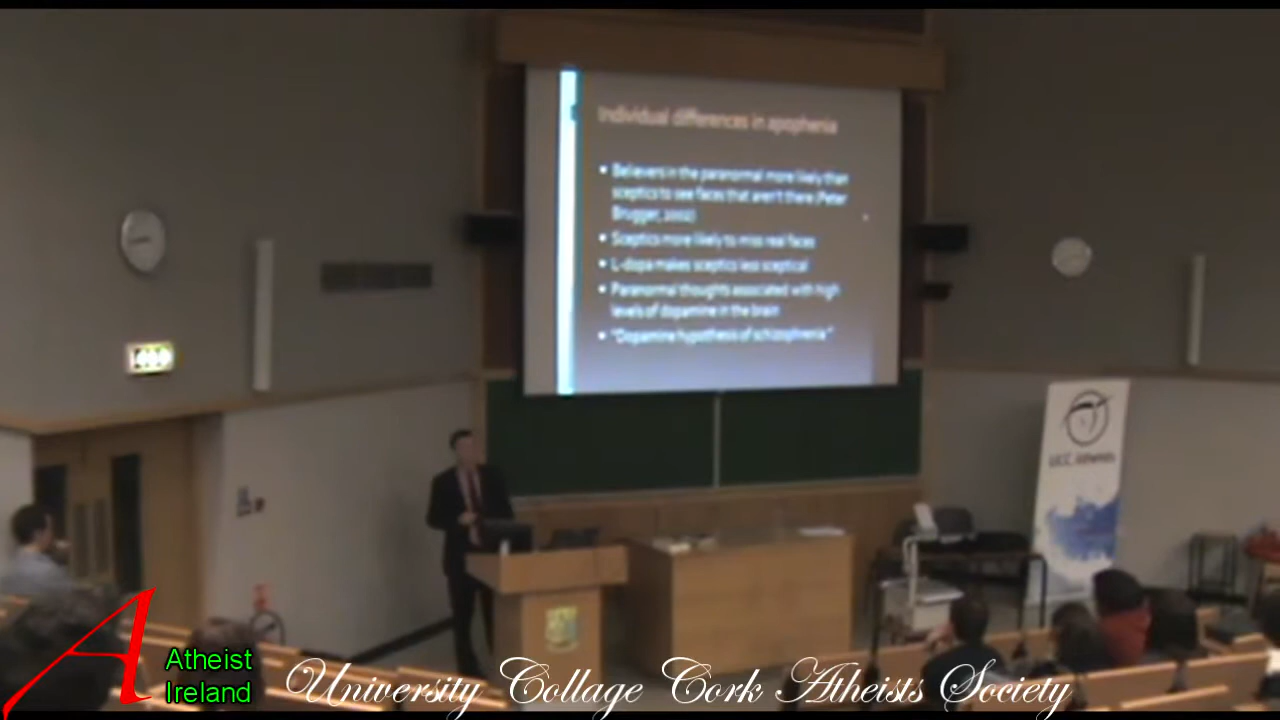 Individual differences in apophenia
• Believers in the paranormal more likely than
sceptics to see faces that aren't there (Peter
Brugger, 2002)
• Sceptics more likely to miss real faces
• L-dopa makes sceptics less sceptical
• Paranormal thoughts associated with high
levels of dopamine in the brain
• "Dopamine hypothesis of schizophrenia"
UCC Atheists
A
Atheist
Ireland
University Collage Cork Atheists Society